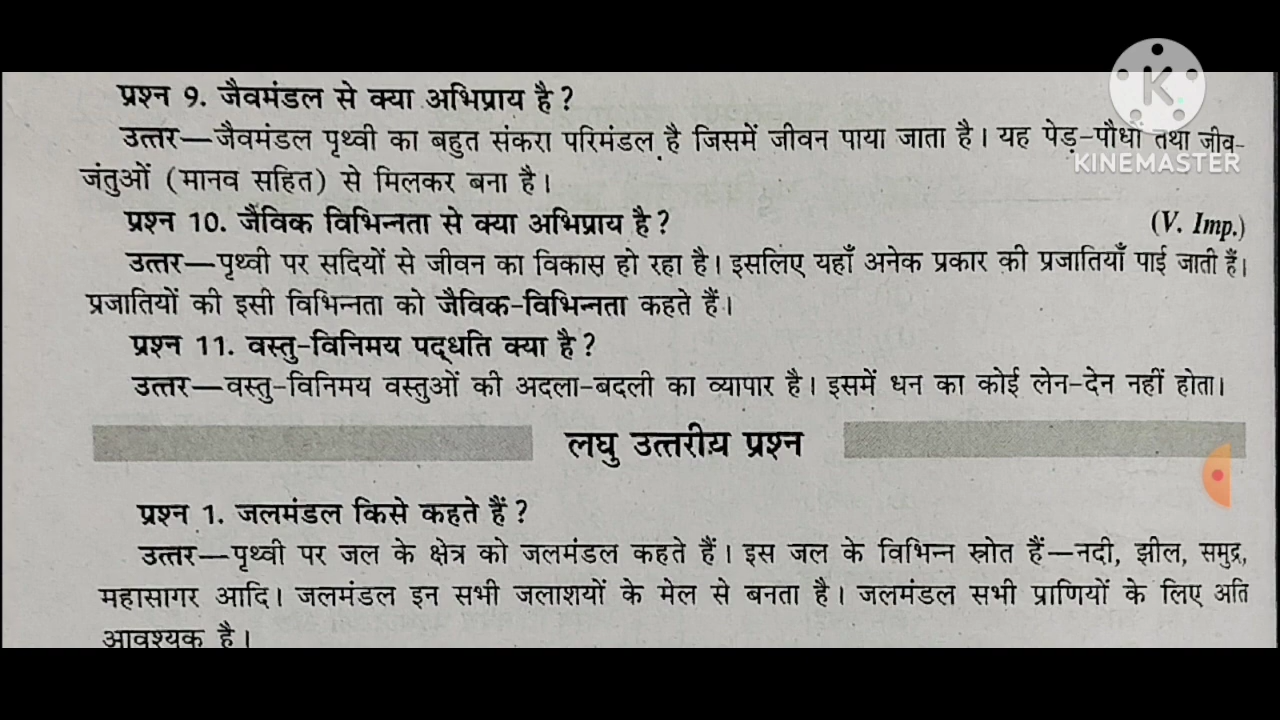 प्रश्न 9. जैवमंडल से क्या अभिप्राय है ?
उत्तर—जैवमंडल पृथ्वी का बहुत संकरा परिमंडल है जिसमें जीवन पाया जाता है। यह पेड़-पौधों तथा जीव-
KINEMASTER
जंतुओं (मानव सहित) से मिलकर बना है।
प्रश्न 10. जैविक विभिन्नता से क्या अभिप्राय है ? (V. Imp.)
उत्तर—पृथ्वी पर सदियों से जीवन का विकास हो रहा है। इसलिए यहाँ अनेक प्रकार की प्रजातियाँ पाई जाती हैं।
प्रजातियों की इसी विभिन्नता को जैविक-विभिन्नता कहते हैं।
प्रश्न 11. वस्तु-विनिमय पद्धति क्या है ?
उत्तर—वस्तु-विनिमय वस्तुओं की अदला-बदली का व्यापार है। इसमें धन का कोई लेन-देन नहीं होता।
लघु उत्तरीय प्रश्न
प्रश्न 1. जलमंडल किसे कहते हैं ?
उत्तर—पृथ्वी पर जल के क्षेत्र को जलमंडल कहते हैं। इस जल के विभिन्न स्रोत हैं—नदी, झील, समुद्र,
महासागर आदि। जलमंडल इन सभी जलाशयों के मेल से बनता है। जलमंडल सभी प्राणियों के लिए अति
आवश्यक है।